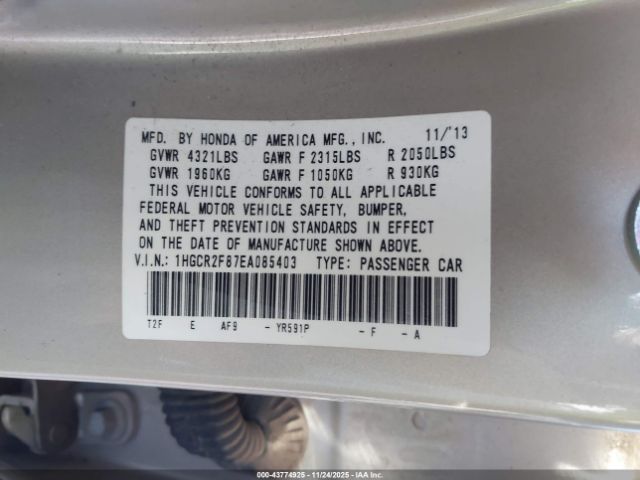 MFD. BY HONDA OF AMERICA MFG., INC. 11/'13
GVWR 4321LBS GAWR F 2315LBS R 2050LBS
GVWR 1960KG GAWR F 1050KG R 930KG
THIS VEHICLE CONFORMS TO ALL APPLICABLE
FEDERAL MOTOR VEHICLE SAFETY, BUMPER,
AND THEFT PREVENTION STANDARDS IN EFFECT
ON THE DATE OF MANUFACTURE SHOWN ABOVE.
V.I.N.: 1HGCR2F87EA085403 TYPE: PASSENGER CAR
T2F E AF9 - YR591P - F - A
000-43774925 - 11/24/2025 - IAA Inc.